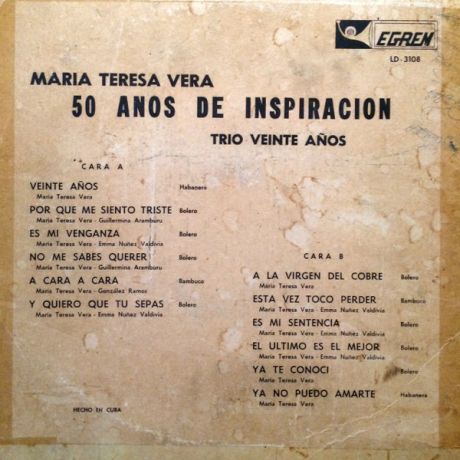 EGREM
LD-3108
MARIA TERESA VERA
50 ANOS DE INSPIRACION
TRIO VEINTE AÑOS
CARA A
VEINTE AÑOS Habanera
Maria Teresa Vera
POR QUE ME SIENTO TRISTE Bolero
Maria Teresa Vera - Guillermina Aramburu
ES MI VENGANZA Bolero
Maria Teresa Vera - Emma Nuñez Valdivia
NO ME SABES QUERER Bolero
Maria Teresa Vera - Guillermina Aramburu
A CARA A CARA Bambuco
Maria Teresa Vera - González Ramos
Y QUIERO QUE TU SEPAS Bolero
Maria Teresa Vera - Emma Nuñez Valdivia
CARA B
A LA VIRGEN DEL COBRE Bolero
Maria Teresa Vera
ESTA VEZ TOCO PERDER Bambuco
Maria Teresa Vera - Emma Nuñez Valdivia
ES MI SENTENCIA Bolero
Maria Teresa Vera - Emma Nuñez Valdivia
EL ULTIMO ES EL MEJOR Bolero
Maria Teresa Vera - Emma Nuñez Valdivia
YA TE CONOCI Bolero
Maria Teresa Vera
YA NO PUEDO AMARTE Habanera
Maria Teresa Vera
HECHO EN CUBA